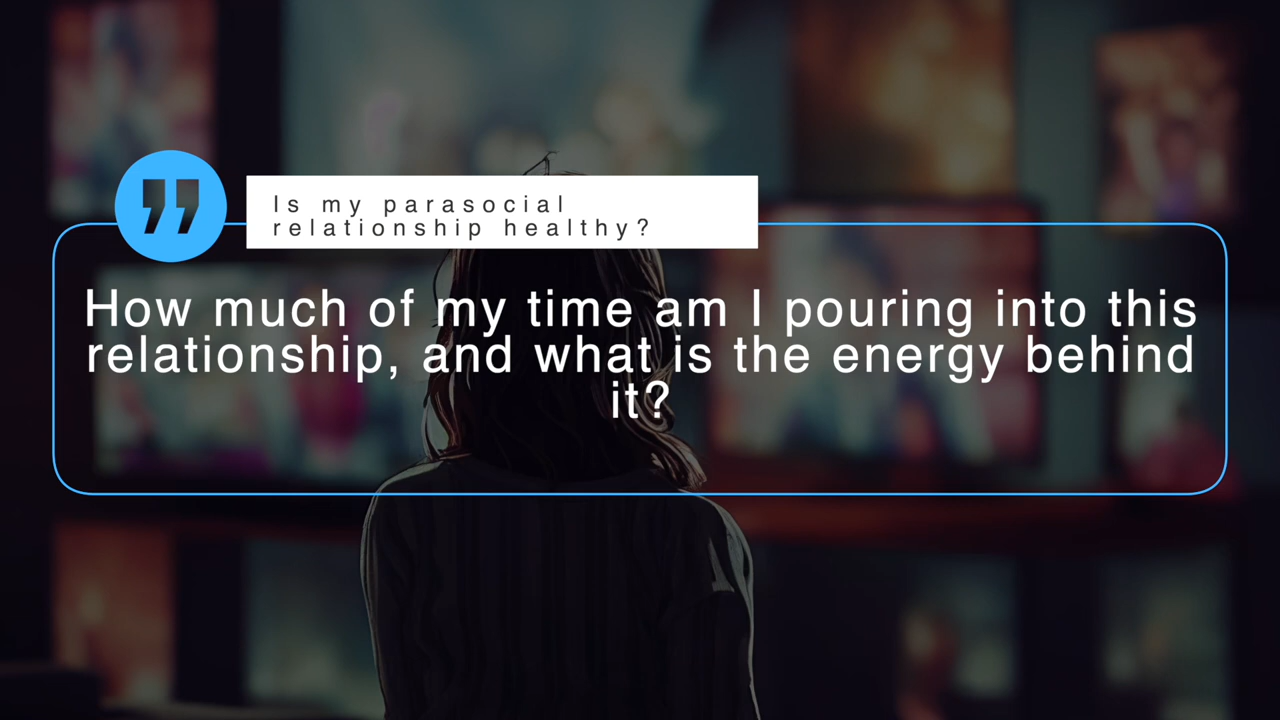 Is my parasocial
relationship healthy?
How much of my time am I pouring into this
relationship, and what is the energy behind
it?